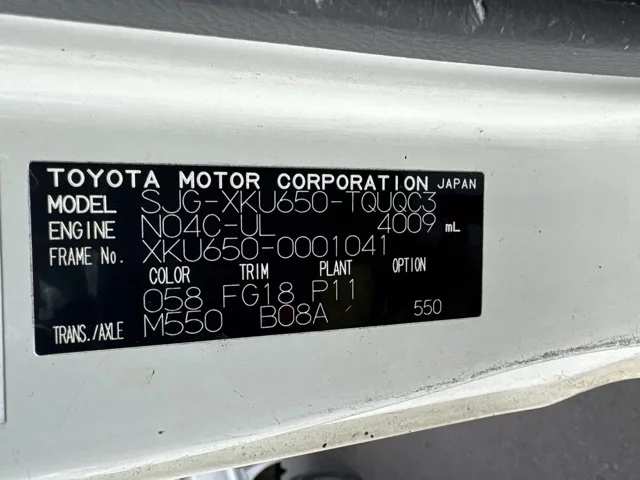 TOYOTA MOTOR CORPORATION JAPAN
MODEL SJG-XKU650-TQUQC3
ENGINE N04C-UL 4009 mL
FRAME No. XKU650-0001041
COLOR TRIM PLANT OPTION
058 FG18 P11
TRANS./AXLE M550 B08A 550